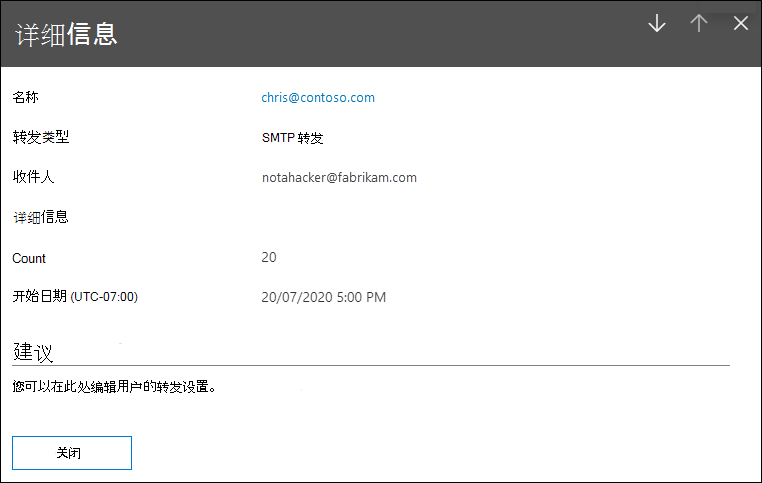 详细信息
名称 chris@contoso.com
转发类型 SMTP 转发
收件人 notahacker@fabrikam.com
详细信息
Count 20
开始日期 (UTC-07:00) 20/07/2020 5:00 PM
建议
您可以在此处编辑用户的转发设置。
关闭